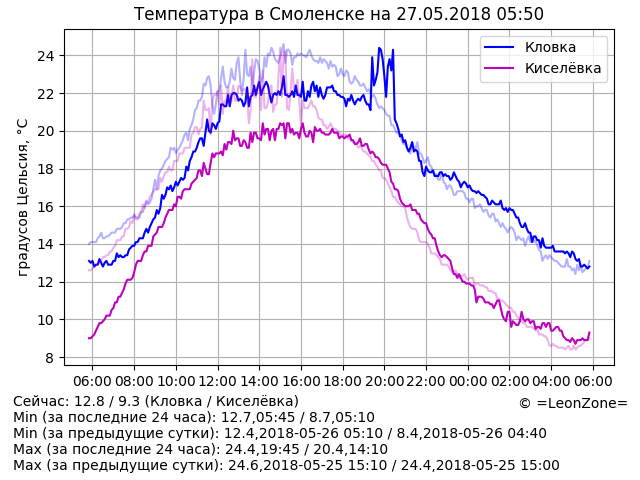 Температура в Смоленске на 27.05.2018 05:50
градусов Цельсия, °C
24
22
20
18
16
14
12
10
8
Кловка
Киселёвка
06:00 08:00 10:00 12:00 14:00 16:00 18:00 20:00 22:00 00:00 02:00 04:00 06:00
Сейчас: 12.8 / 9.3 (Кловка / Киселёвка)
© =LeonZone=
Min (за последние 24 часа): 12.7,05:45 / 8.7,05:10
Min (за предыдущие сутки): 12.4,2018-05-26 05:10 / 8.4,2018-05-26 04:40
Max (за последние 24 часа): 24.4,19:45 / 20.4,14:10
Max (за предыдущие сутки): 24.6,2018-05-25 15:10 / 24.4,2018-05-25 15:00